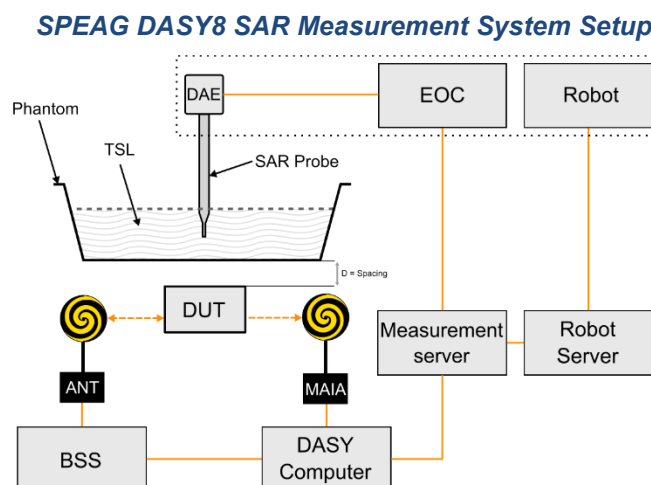 SPEAG DASY8 SAR Measurement System Setup
DAE
EOC
Robot
Phantom
TSL
SAR Probe
D = Spacing
DUT
Measurement
server
Robot
Server
ANT
MAIA
BSS
DASY
Computer